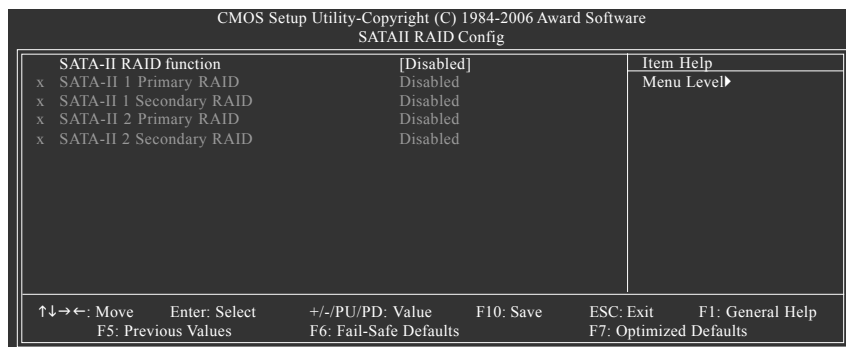 CMOS Setup Utility-Copyright (C) 1984-2006 Award Software
SATAII RAID Config
SATA-II RAID function [Disabled] Item Help
x SATA-II 1 Primary RAID Disabled Menu Level
x SATA-II 1 Secondary RAID Disabled
x SATA-II 2 Primary RAID Disabled
x SATA-II 2 Secondary RAID Disabled
↑↓→←: Move Enter: Select +/-/PU/PD: Value F10: Save ESC: Exit F1: General Help
F5: Previous Values F6: Fail-Safe Defaults F7: Optimized Defaults